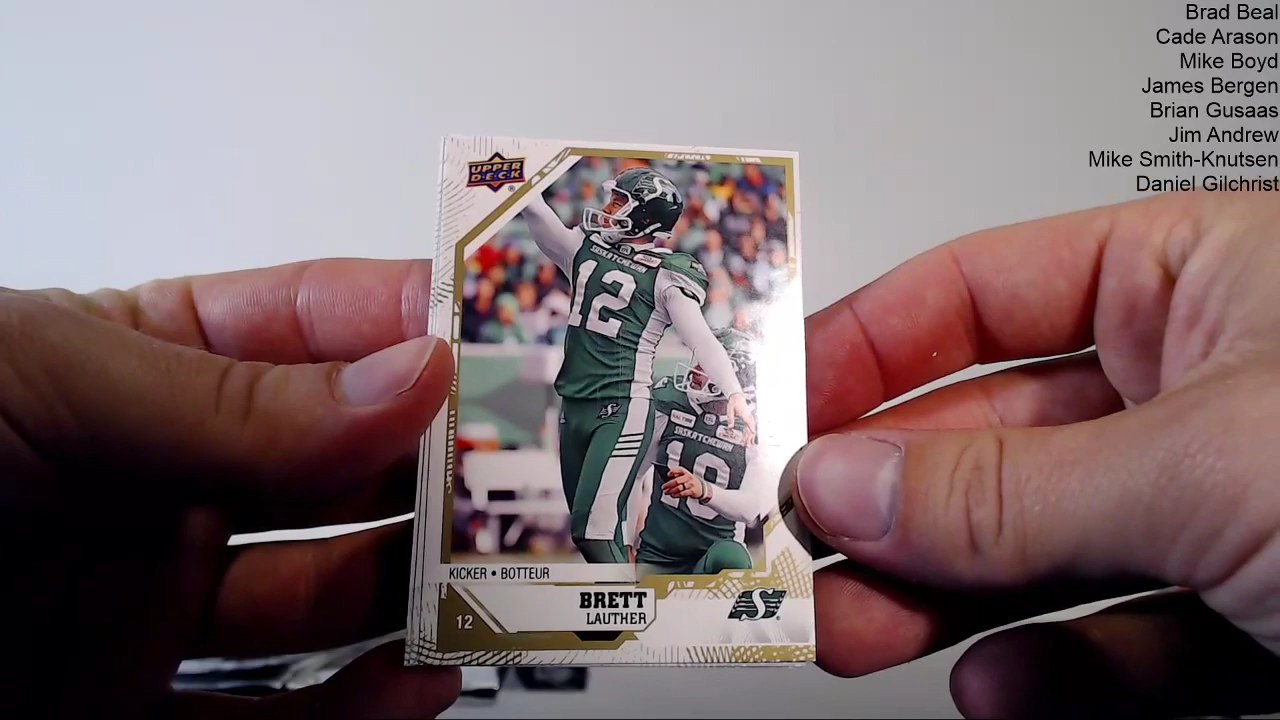 Brad Beal
Cade Arason
Mike Boyd
James Bergen
Brian Gusaas
Jim Andrew
Mike Smith-Knutsen
Daniel Gilchrist
UPPER
D·E·C·K
®
SASKATCHEWAN
12
SASKATCHEWAN
KICKER • BOTTEUR
BRETT
LAUTHER
12
S